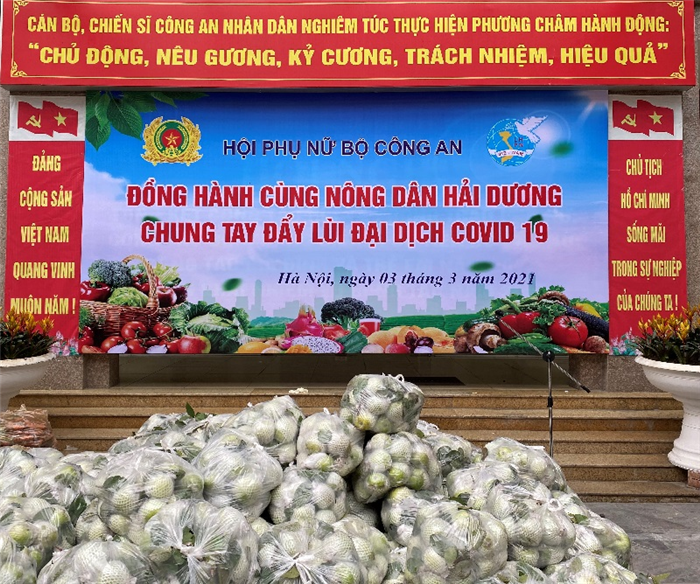 CÁN BỘ, CHIẾN SĨ CÔNG AN NHÂN DÂN NGHIÊM TÚC THỰC HIỆN PHƯƠNG CHÂM HÀNH ĐỘNG:
“CHỦ ĐỘNG, NÊU GƯƠNG, KỶ CƯƠNG, TRÁCH NHIỆM, HIỆU QUẢ”
ĐẢNG
CỘNG SẢN
VIỆT NAM
QUANG VINH
MUÔN NĂM !
HỘI PHỤ NỮ BỘ CÔNG AN
ĐỒNG HÀNH CÙNG NÔNG DÂN HẢI DƯƠNG
CHUNG TAY ĐẨY LÙI ĐẠI DỊCH COVID 19
Hà Nội, ngày 03 tháng 3 năm 2021
CHỦ TỊCH
HỒ CHÍ MINH
SỐNG MÃI
TRONG SỰ NGHIỆP
CỦA CHÚNG TA !